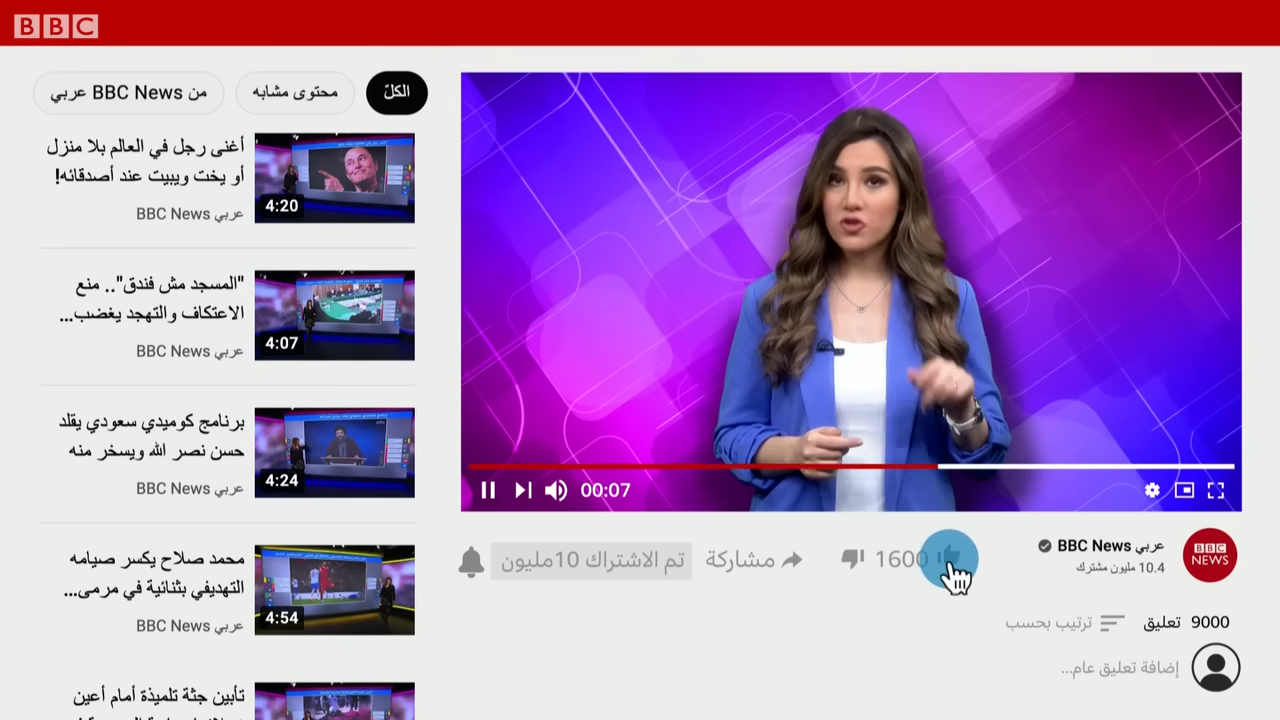 BBC
الكلّ
محتوى مشابه
من BBC News عربي
أغنى رجل في العالم بلا منزل
أو يخت ويبيت عند أصدقائه!
عربي BBC News
4:20
"المسجد مش فندق".. منع
الاعتكاف والتهجد يغضب...
عربي BBC News
4:07
برنامج كوميدي سعودي يقلد
حسن نصر الله ويسخر منه
عربي BBC News
4:24
محمد صلاح يكسر صيامه
التهديفي بثنائية في مرمى...
عربي BBC News
4:54
تأبين جثة تلميذة أمام أعين
00:07
BBC NEWS
عربي BBC News
10.4 مليون مشترك
1600
مشاركة
تم الاشتراك 10مليون
9000 تعليق
ترتيب بحسب
إضافة تعليق عام...